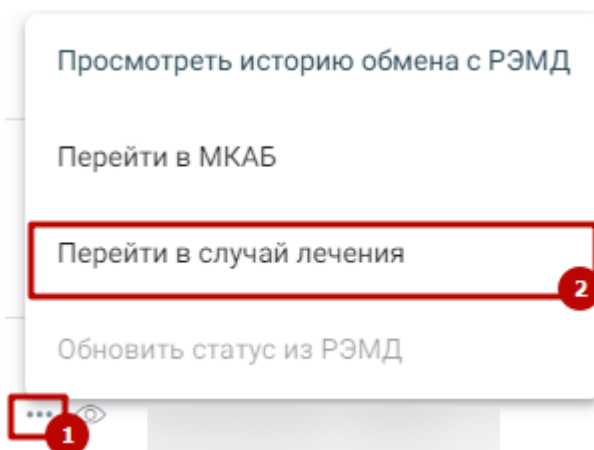 Просмотреть историю обмена с РЭМД
Перейти в МКАБ
Перейти в случай лечения
2
Обновить статус из РЭМД
1